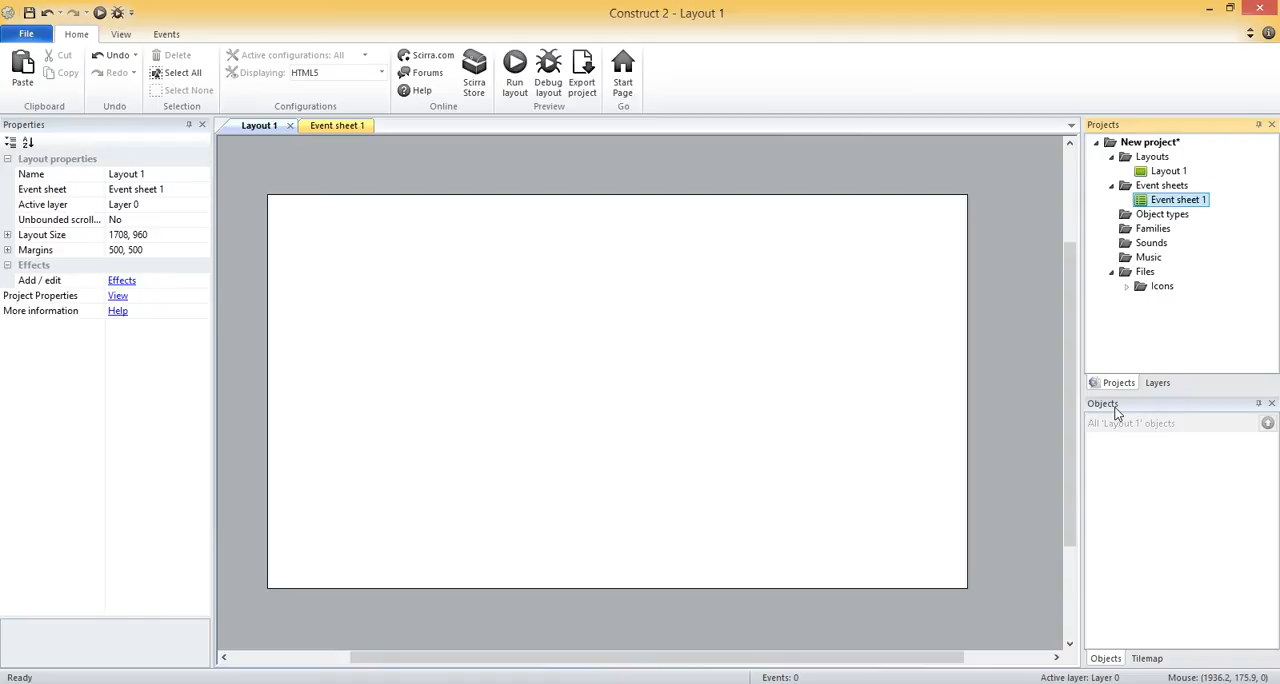 Construct 2 - Layout 1
File Home View Events
Paste Cut Copy Clipboard
Undo Redo Undo
Delete Select All Select None Selection
Active configurations: All
Displaying: HTML5
Configurations
Scirra.com Forums Help Scirra Store Online
Run layout Debug layout Export project Preview
Start Page Go
Properties
Layout properties
Name Layout 1
Event sheet Event sheet 1
Active layer Layer 0
Unbounded scroll... No
Layout Size 1708, 960
Margins 500, 500
Effects
Add / edit Effects
Project Properties View
More information Help
Layout 1 Event sheet 1
Projects
New project*
Layouts
Layout 1
Event sheets
Event sheet 1
Object types
Families
Sounds
Music
Files
Icons
Projects Layers
Objects
All 'Layout 1' objects
Objects Tilemap
Ready Events: 0 Active layer: Layer 0 Mouse: (1936.2, 175.9, 0)